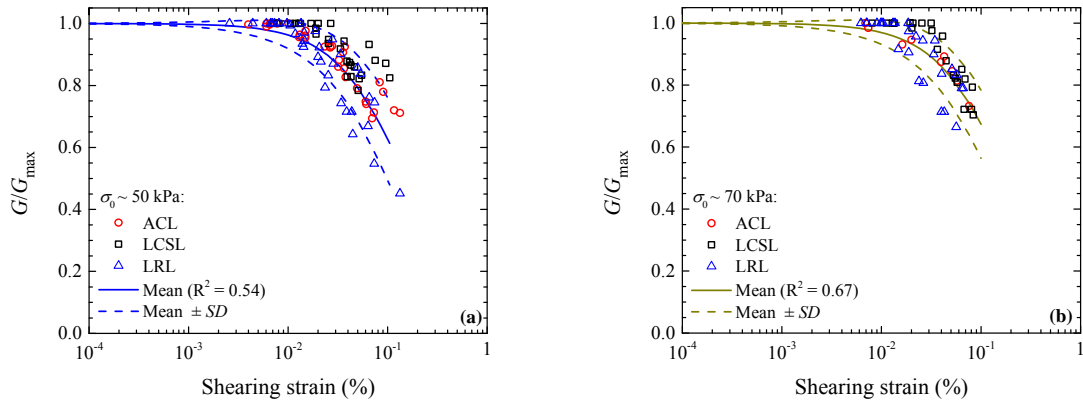 1.0
0.8
0.6
0.4
0.2
0.0
G/Gmax
σ0 ~ 50 kPa:
ACL
LCSL
LRL
Mean (R² = 0.54)
Mean ± SD
(a)
10⁻⁴ 10⁻³ 10⁻² 10⁻¹ 1
Shearing strain (%)
1.0
0.8
0.6
0.4
0.2
0.0
G/Gmax
σ0 ~ 70 kPa:
ACL
LCSL
LRL
Mean (R² = 0.67)
Mean ± SD
(b)
10⁻⁴ 10⁻³ 10⁻² 10⁻¹ 1
Shearing strain (%)